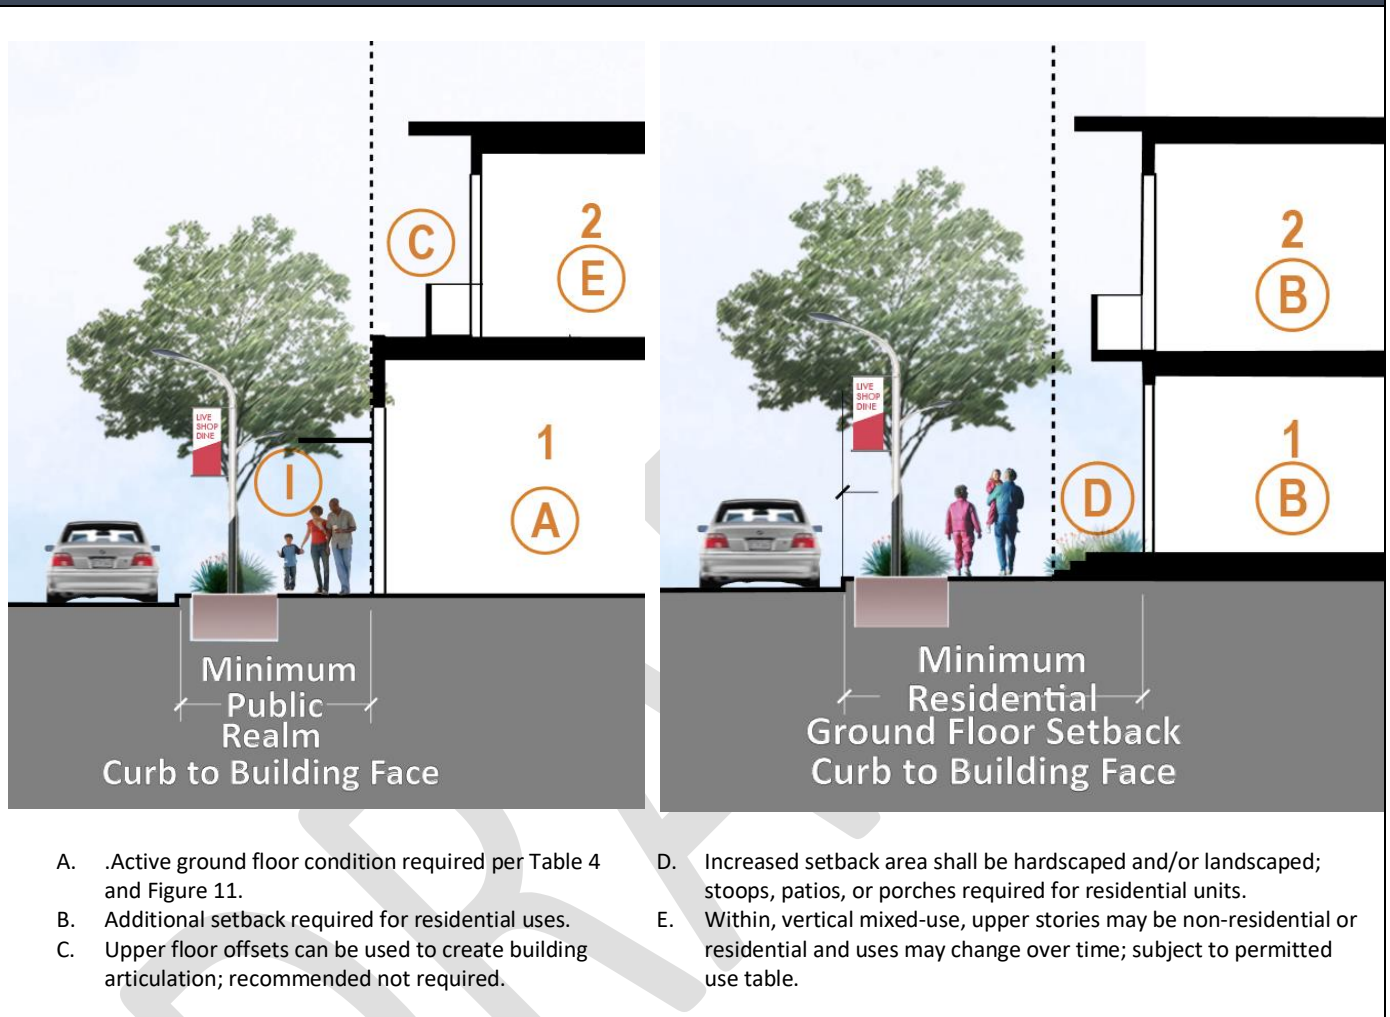 C
2
E
LIVE
SHOP
DINE
1
I
A
Minimum
Public
Realm
Curb to Building Face
2
B
LIVE
SHOP
DINE
1
D
B
Minimum
Residential
Ground Floor Setback
Curb to Building Face
A. .Active ground floor condition required per Table 4
and Figure 11.
B. Additional setback required for residential uses.
C. Upper floor offsets can be used to create building
articulation; recommended not required.
D. Increased setback area shall be hardscaped and/or landscaped;
stoops, patios, or porches required for residential units.
E. Within, vertical mixed-use, upper stories may be non-residential or
residential and uses may change over time; subject to permitted
use table.